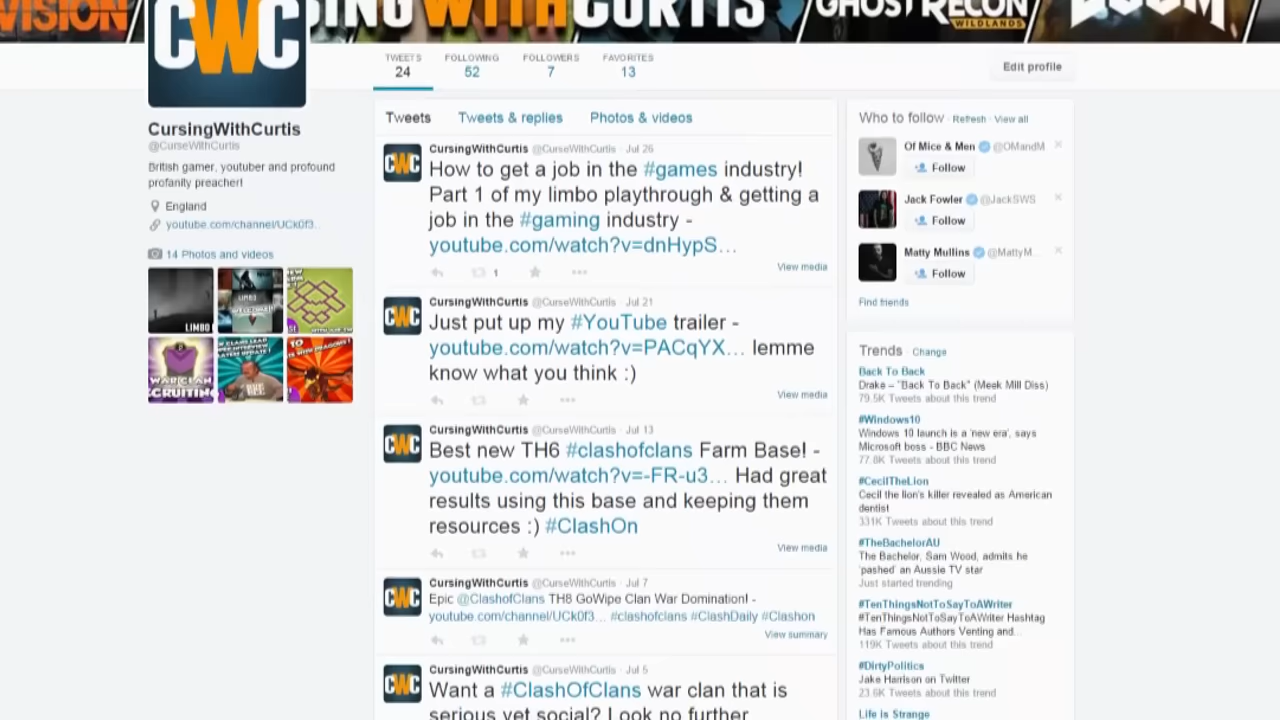 VISION
SING WITH CURTIS
GHOST RECON
WILDLANDS
DOOM
CWC
TWEETS
24
FOLLOWING
52
FOLLOWERS
7
FAVORITES
13
Edit profile
CursingWithCurtis
@CurseWithCurtis
British gamer, youtuber and profound
profanity preacher!
England
youtube.com/channel/UCk0f3...
14 Photos and videos
LIMBO
Tweets
Tweets & replies
Photos & videos
CWC
CursingWithCurtis @CurseWithCurtis · Jul 26
How to get a job in the #games industry!
Part 1 of my limbo playthrough & getting a
job in the #gaming industry -
youtube.com/watch?v=dnHypS...
1
View media
CWC
CursingWithCurtis @CurseWithCurtis · Jul 21
Just put up my #YouTube trailer -
youtube.com/watch?v=PACqYX... lemme
know what you think :)
View media
CWC
CursingWithCurtis @CurseWithCurtis · Jul 13
Best new TH6 #clashofclans Farm Base! -
youtube.com/watch?v=-FR-u3... Had great
results using this base and keeping them
resources :) #ClashOn
View media
CWC
CursingWithCurtis @CurseWithCurtis · Jul 7
Epic @ClashofClans TH8 GoWipe Clan War Domination! -
youtube.com/channel/UCk0f3... #clashofclans #ClashDaily #Clashon
View summary
CWC
CursingWithCurtis @CurseWithCurtis · Jul 5
Want a #ClashOfClans war clan that is
serious yet social? Look no further
Who to follow · Refresh · View all
Of Mice & Men @OMandM
Follow
Jack Fowler @JackSWS
Follow
Matty Mullins @MattyM...
Follow
Find friends
Trends · Change
Back To Back
Drake – "Back To Back" (Meek Mill Diss)
79.5K Tweets about this trend
#Windows10
Windows 10 launch is a 'new era', says
Microsoft boss - BBC News
77.8K Tweets about this trend
#CecilTheLion
Cecil the lion's killer revealed as American
dentist
331K Tweets about this trend
#TheBachelorAU
The Bachelor, Sam Wood, admits he
'pashed' an Aussie TV star
Just started trending
#TenThingsNotToSayToAWriter
#TenThingsNotToSayToAWriter Hashtag
Has Famous Authors Venting and...
119K Tweets about this trend
#DirtyPolitics
Jake Harrison on Twitter
23.6K Tweets about this trend
Life is Strange